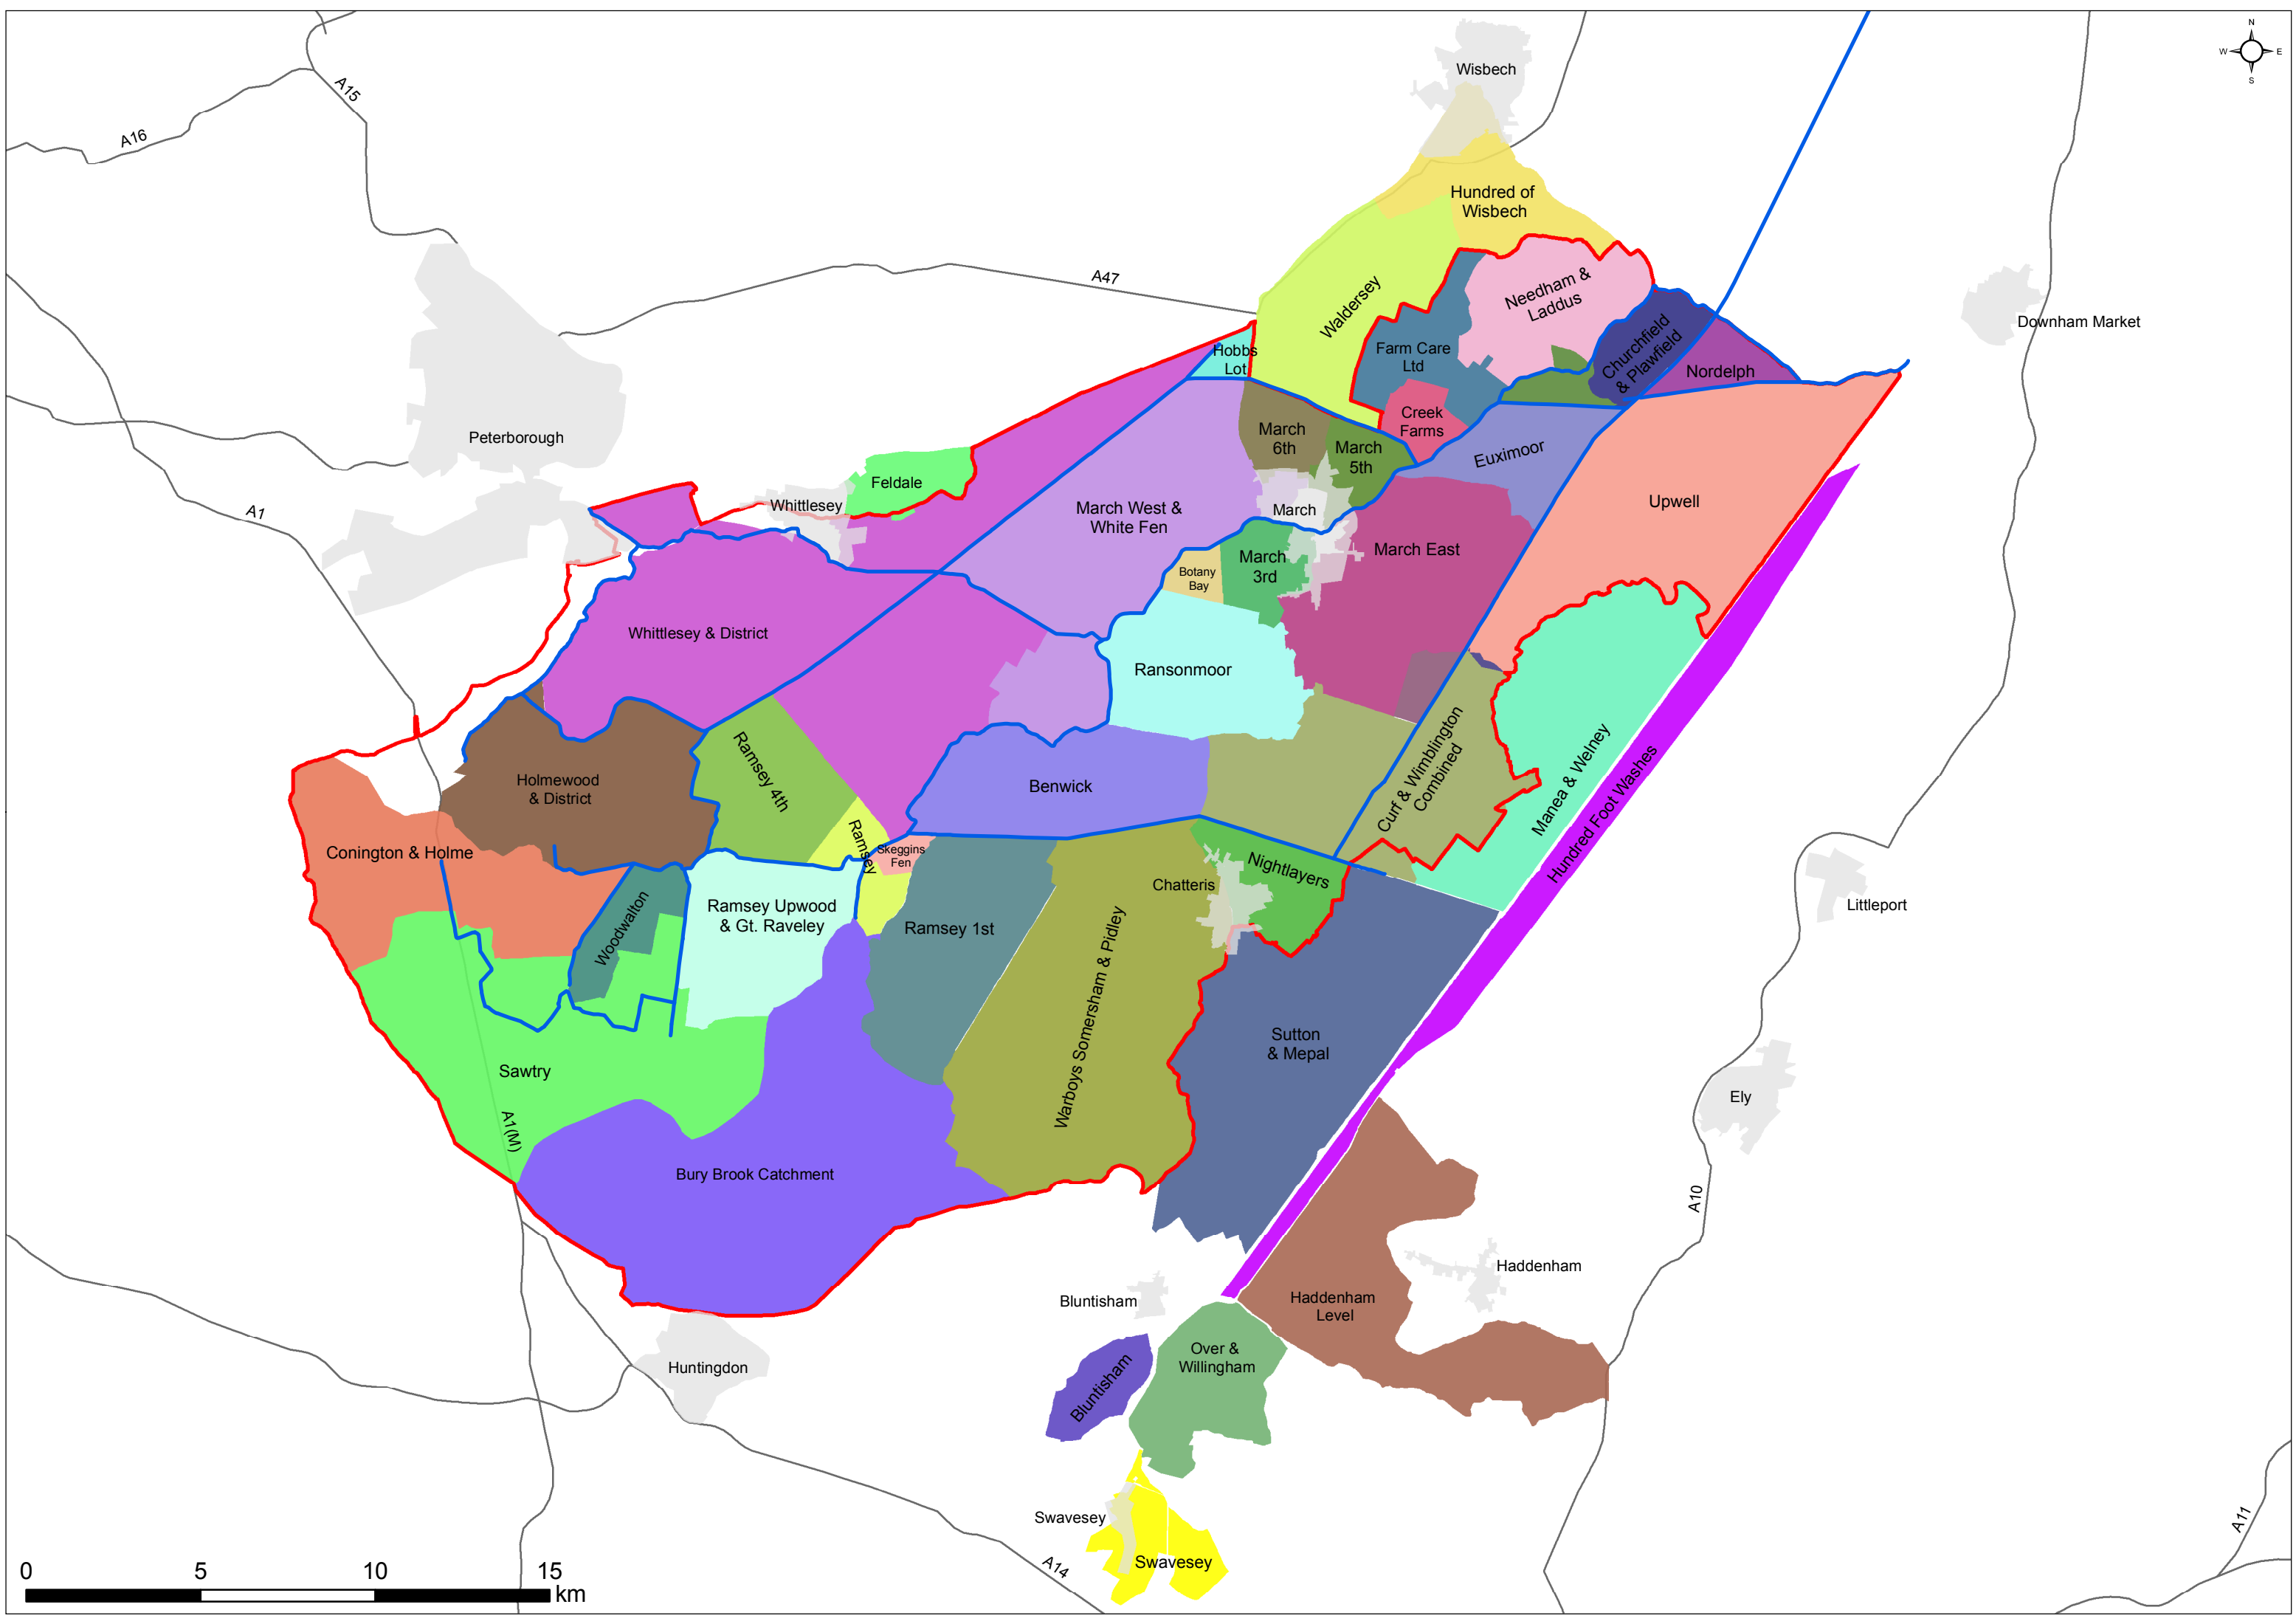 N
W
E
S
Wisbech
A15
A16
Hundred of
Wisbech
A47
Needham &
Laddus
Waldersey
Downham Market
Churchfield
& Plawfield
Farm Care
Ltd
Hobbs
Lot
Nordelph
Creek
Farms
March
6th
March
5th
Peterborough
Euximoor
Feldale
Upwell
Whittlesey
A1
March West &
White Fen
March
March East
March
3rd
Botany
Bay
Whittlesey & District
Ransonmoor
Ramsey 4th
Holmewood
& District
Benwick
Curf & Wimblington
Combined
Manea & Welney
Hundred Foot Washes
Conington & Holme
Ramsey
Skeggins
Fen
Nightlayers
Chatteris
Littleport
Ramsey Upwood
& Gt. Raveley
Woodwalton
Ramsey 1st
Warboys Somersham & Pidley
Sutton
& Mepal
Sawtry
Ely
A1(M)
Bury Brook Catchment
A10
Haddenham
Bluntisham
Haddenham
Level
Over &
Willingham
Huntingdon
Bluntisham
Swavesey
A11
Swavesey
A14
0 5 10 15
km